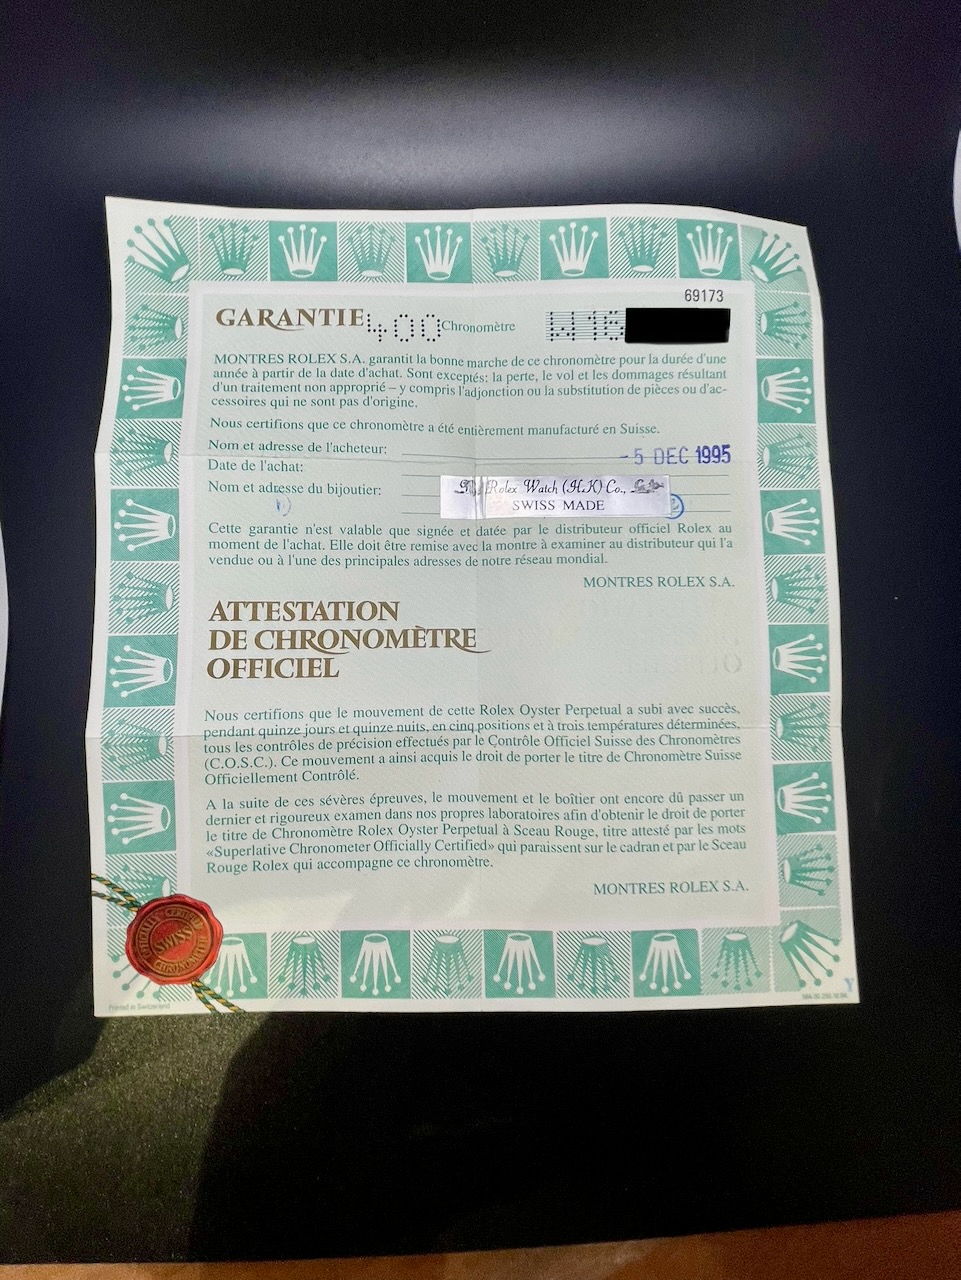 69173
GARANTIE 400 Chronomètre W 16
MONTRES ROLEX S.A. garantit la bonne marche de ce chronomètre pour la durée d'une
année à partir de la date d'achat. Sont exceptés: la perte, le vol et les dommages résultant
d'un traitement non approprié – y compris l'adjonction ou la substitution de pièces ou d'ac-
cessoires qui ne sont pas d'origine.
Nous certifions que ce chronomètre a été entièrement manufacturé en Suisse.
Nom et adresse de l'acheteur:
- 5 DEC 1995
Date de l'achat:
Nom et adresse du bijoutier: Rolex Watch (H.K) Co.,
SWISS MADE
Cette garantie n'est valable que signée et datée par le distributeur officiel Rolex au
moment de l'achat. Elle doit être remise avec la montre à examiner au distributeur qui l'a
vendue ou à l'une des principales adresses de notre réseau mondial.
MONTRES ROLEX S.A.
ATTESTATION
DE CHRONOMÈTRE
OFFICIEL
Nous certifions que le mouvement de cette Rolex Oyster Perpetual a subi avec succès,
pendant quinze jours et quinze nuits, en cinq positions et à trois températures déterminées,
tous les contrôles de précision effectués par le Contrôle Officiel Suisse des Chronomètres
(C.O.S.C.). Ce mouvement a ainsi acquis le droit de porter le titre de Chronomètre Suisse
Officiellement Contrôlé.
A la suite de ces sévères épreuves, le mouvement et le boîtier ont encore dû passer un
dernier et rigoureux examen dans nos propres laboratoires afin d'obtenir le droit de porter
le titre de Chronomètre Rolex Oyster Perpetual à Sceau Rouge, titre attesté par les mots
«Superlative Chronometer Officially Certified» qui paraissent sur le cadran et par le Sceau
Rouge Rolex qui accompagne ce chronomètre.
MONTRES ROLEX S.A.
OFFICIALLY CERTIFIED
SWISS
CHRONOMETER
Printed in Switzerland
Y